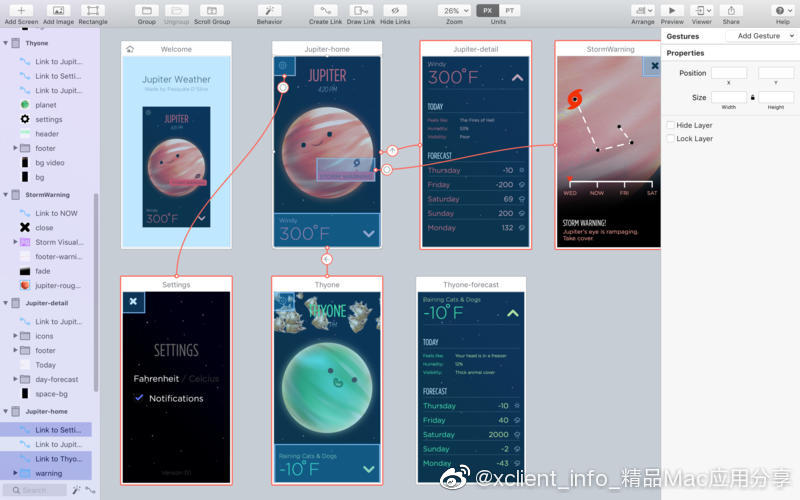 Add Screen Add Image Rectangle Group Ungroup Scroll Group Behavior Create Link Draw Link Hide Links 26% Zoom PX PT Units Arrange Preview Viewer Share Help
Thyone
Link to Jupit...
Link to Setti...
Link to Jupit...
planet
settings
header
footer
bg video
bg
StormWarning
Link to NOW
close
Storm Visual...
footer-warni...
fade
jupiter-roug...
Jupiter-detail
Link to Jupit...
icons
footer
Today
day-forecast
space-bg
Jupiter-home
Link to Setti...
Link to Jupit...
Link to Thyo...
warning
Search
Welcome
Jupiter Weather
Made by Pasquale D'Silva
JUPITER
4:20 PM
STORM WARNING
Windy
300°F
Jupiter-home
JUPITER
4:20 PM
STORM WARNING
Windy
300°F
Jupiter-detail
Windy
300°F
TODAY
Feels like: The Fires of Hell
Humidity: 53%
Visibility: Poor
FORECAST
Thursday -10
Friday -200
Saturday 69
Sunday 200
Monday 132
StormWarning
WED NOW FRI SAT
STORM WARNING!
Jupiter's eye is rampaging.
Take cover.
Settings
SETTINGS
Fahrenheit / Celcius
Notifications
Thyone
THYONE
Raining Cats & Dogs
-10°F
Thyone-forecast
Raining Cats & Dogs
-10°F
TODAY
Feels like: Your head is in a freezer
Humidity: 12%
Visibility: Thick animal cover
FORECAST
Thursday -10
Friday 40
Saturday 2000
Sunday -2
Monday -43
Gestures Add Gesture
Properties
Position
X Y
Size
Width Height
Hide Layer
Lock Layer
@xclient_info_精品Mac应用分享